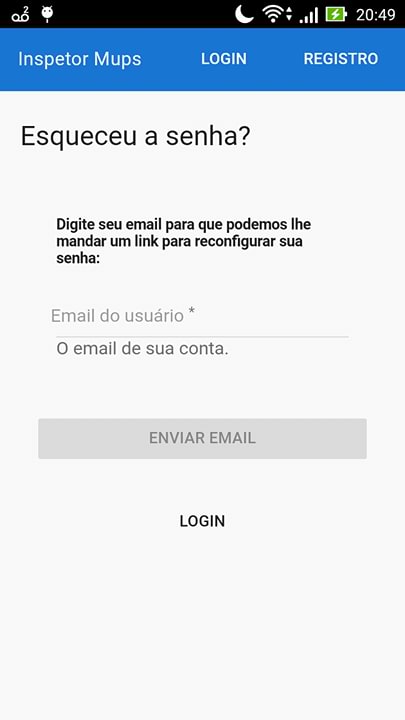 2
20:49
Inspetor Mups
LOGIN
REGISTRO
Esqueceu a senha?
Digite seu email para que podemos lhe
mandar um link para reconfigurar sua
senha:
Email do usuário *
O email de sua conta.
ENVIAR EMAIL
LOGIN